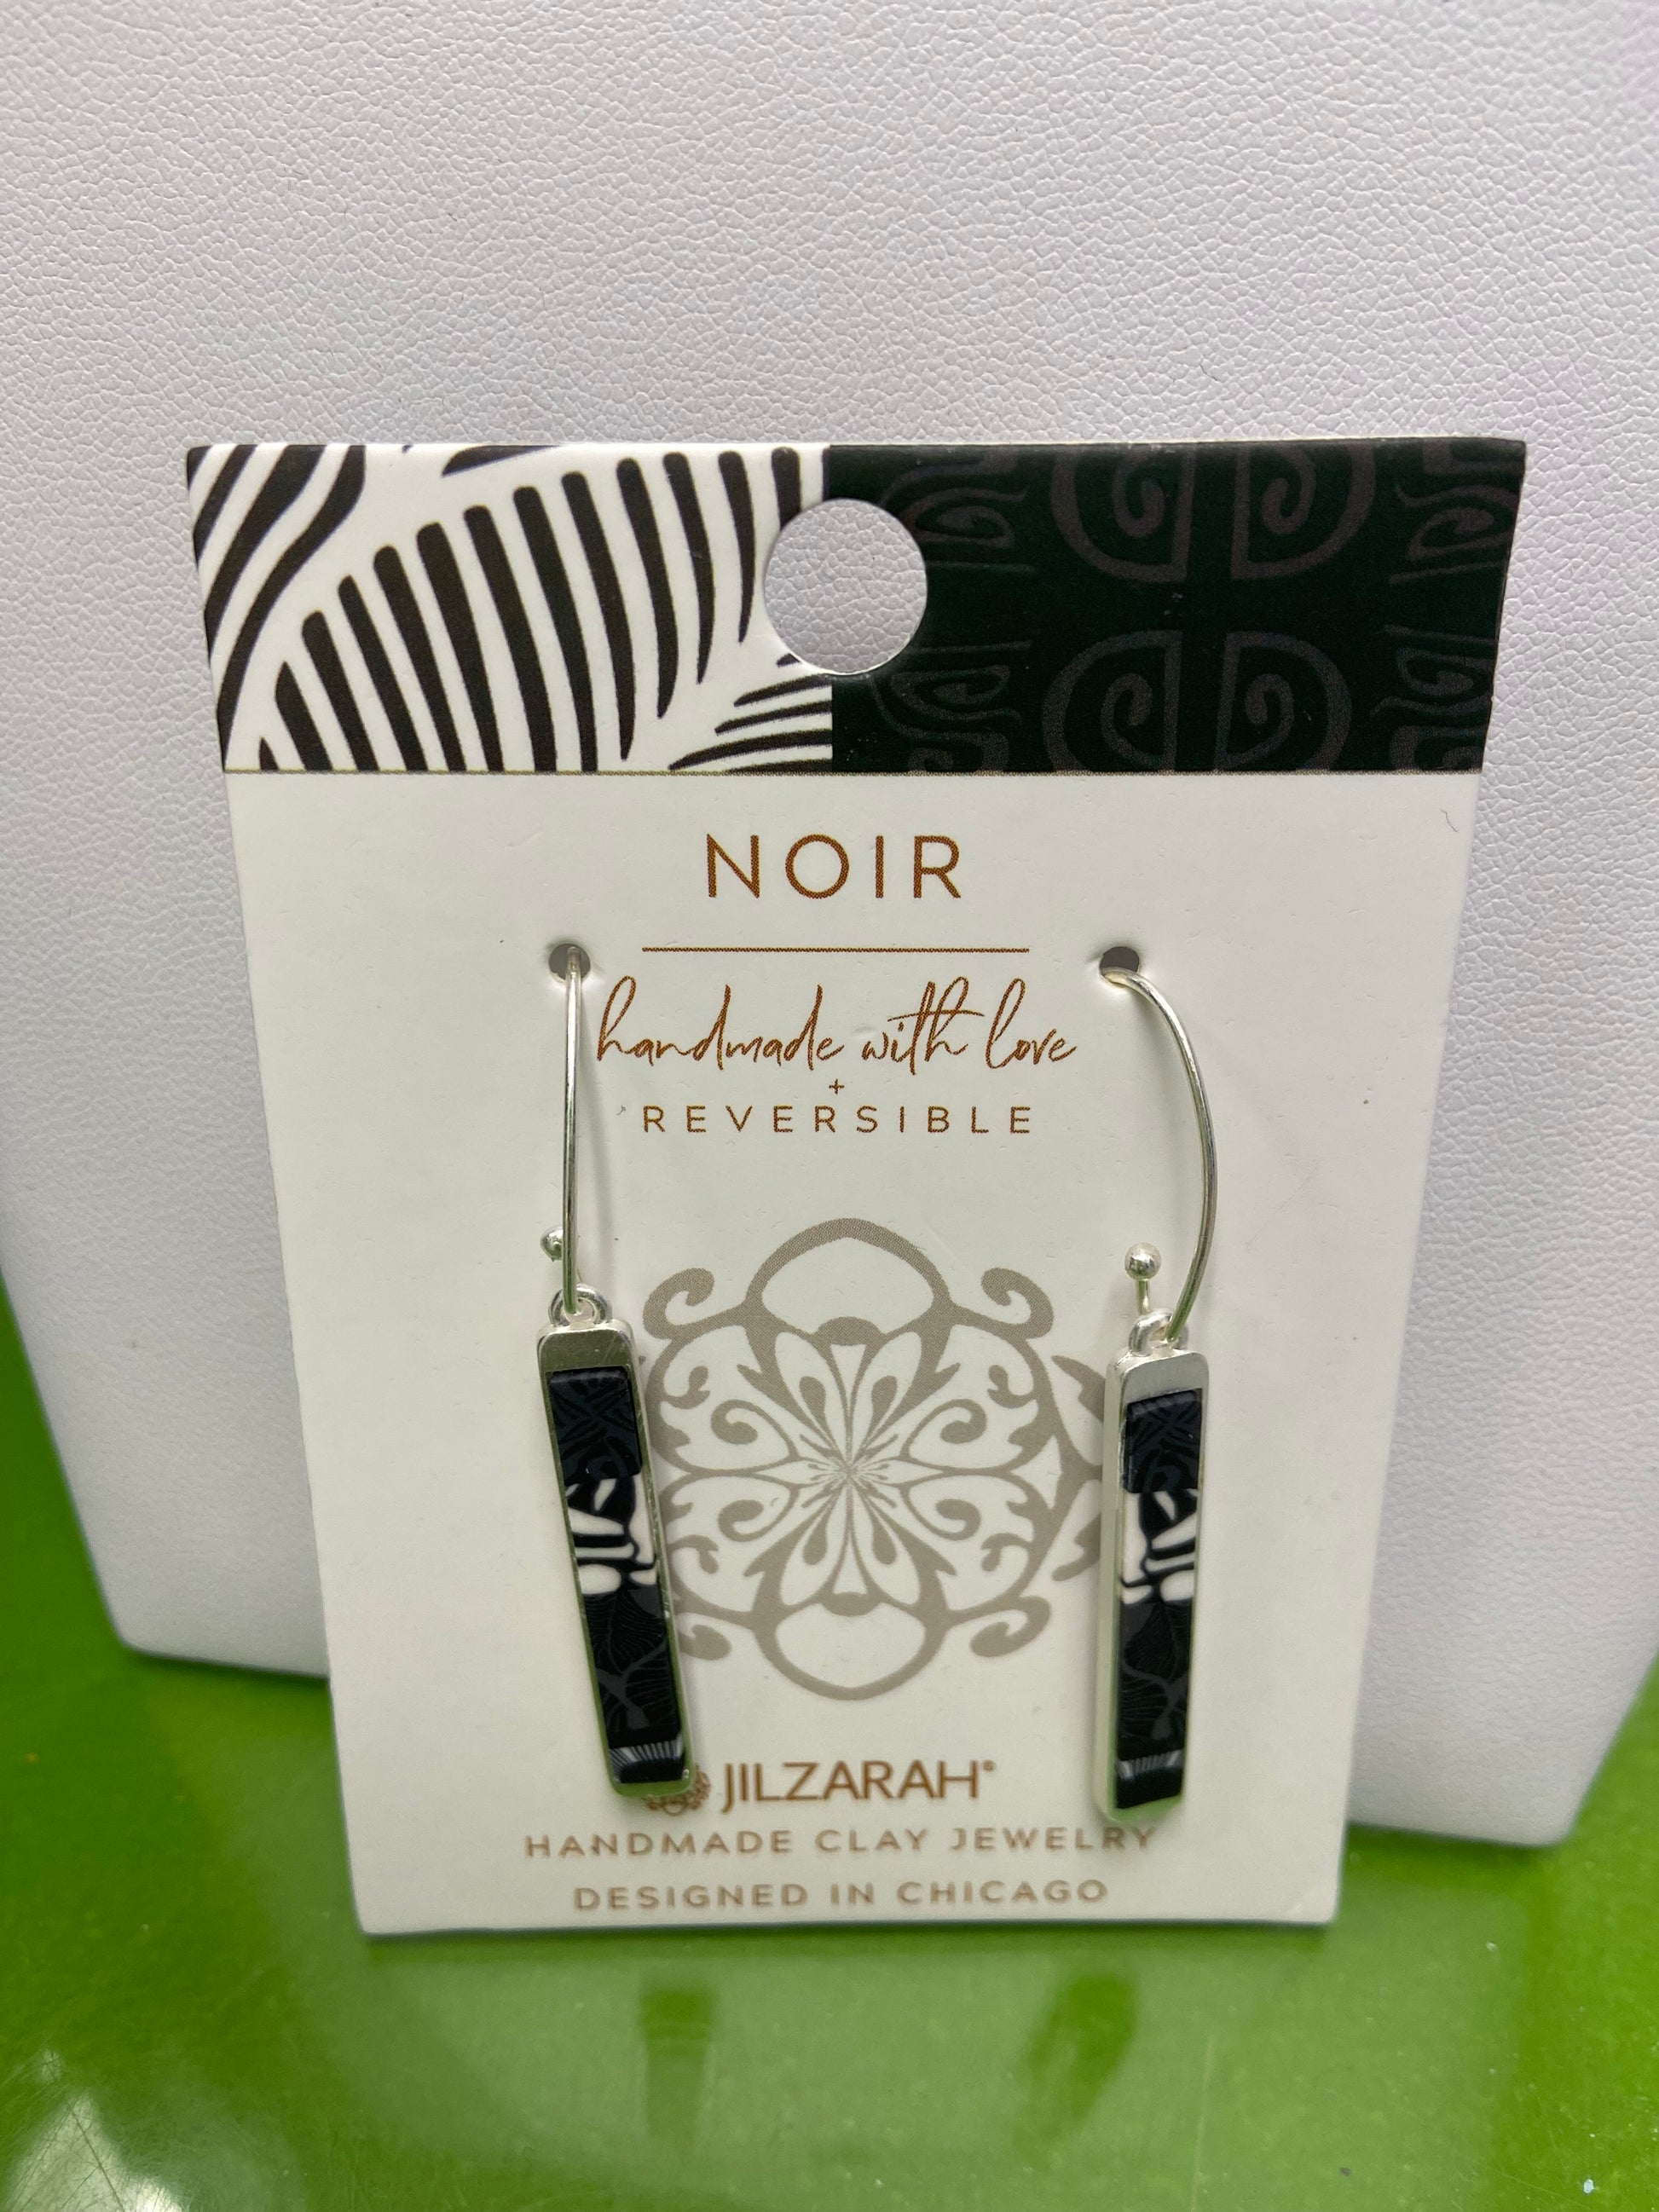 NOIR
handmade with love
+
REVERSIBLE
JILZARAH®
HANDMADE CLAY JEWELRY
DESIGNED IN CHICAGO